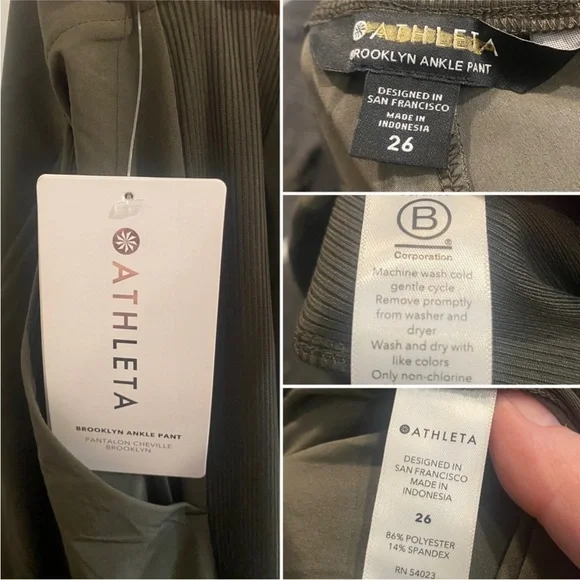 ATHLETA
BROOKLYN ANKLE PANT
PANTALON CHEVILLE
BROOKLYN
ATHLETA
BROOKLYN ANKLE PANT
DESIGNED IN
SAN FRANCISCO
MADE IN
INDONESIA
26
B
Corporation
Machine wash cold
gentle cycle
Remove promptly
from washer and
dryer
Wash and dry with
like colors
Only non-chlorine
ATHLETA
DESIGNED IN
SAN FRANCISCO
MADE IN
INDONESIA
26
86% POLYESTER
14% SPANDEX
RN 54023